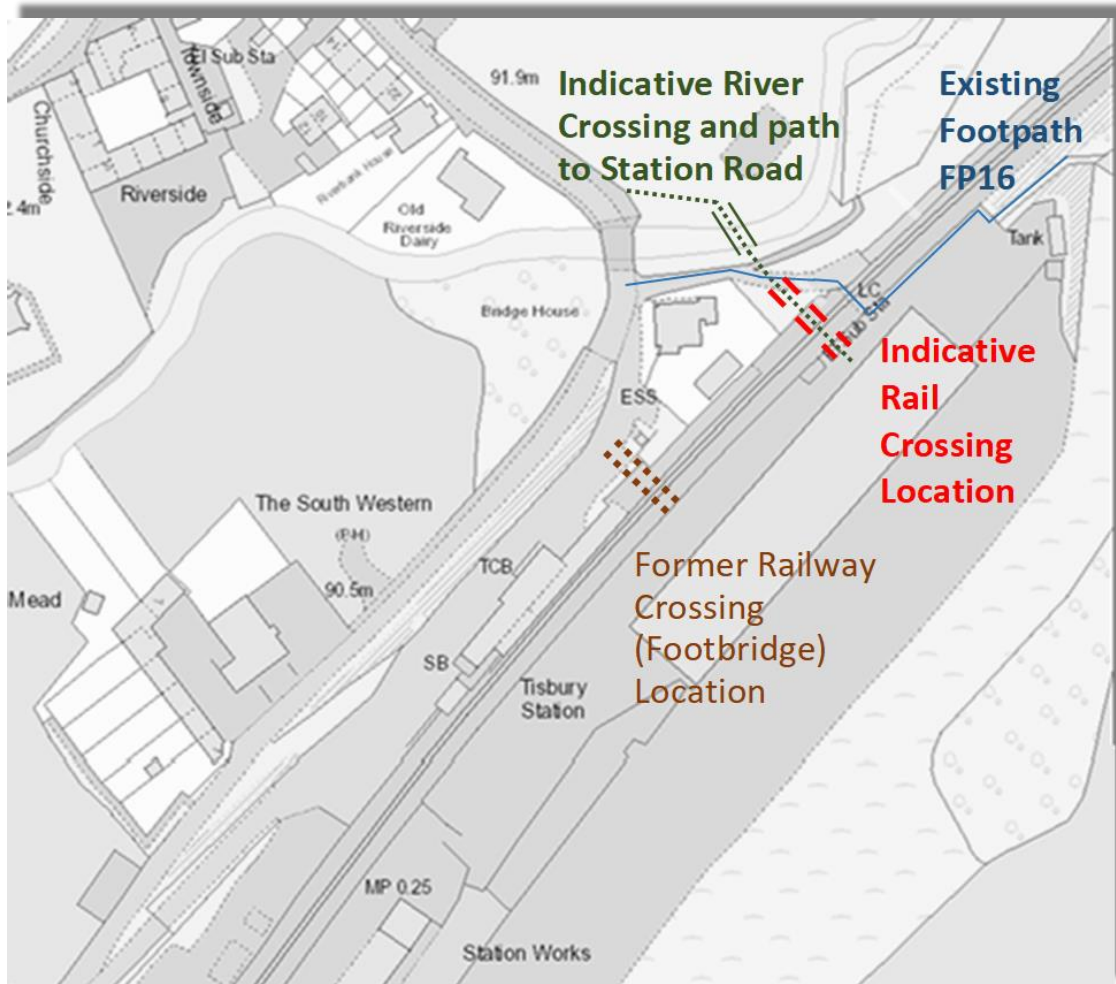 El Sub Sta
Townside
Churchside
91.9m
Indicative River
Crossing and path
to Station Road
Existing
Footpath
FP16
Riverside
2.4m
Riverbank House
Old
Riverside
Dairy
Tank
LC
Sub Sta
Bridge House
Indicative
Rail
Crossing
Location
ESS
The South Western
(P.H)
90.5m
TCB
Former Railway
Crossing
(Footbridge)
Location
Mead
SB
Tisbury
Station
MP 0.25
Station Works